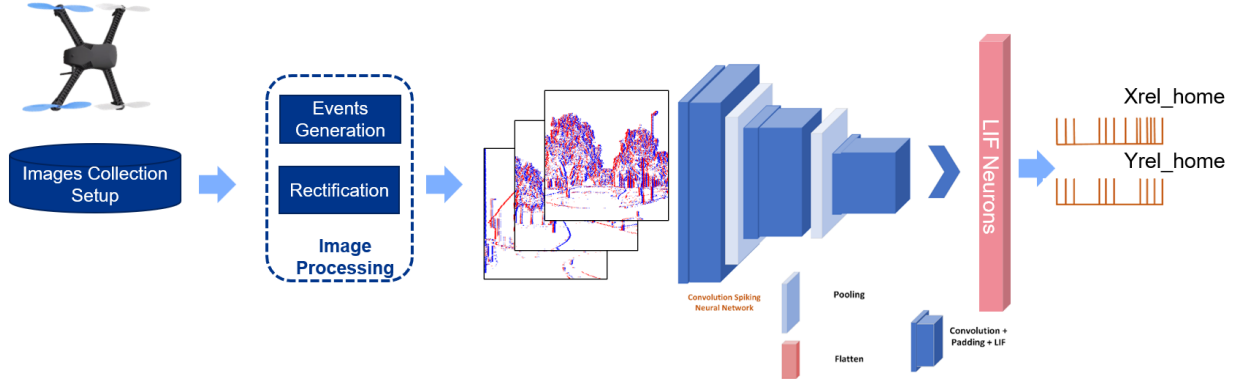 Images Collection
Setup
Events
Generation
Rectification
Image
Processing
Convolution Spiking
Neural Network
Pooling
Flatten
Convolution +
Padding + LIF
LIF Neurons
Xrel_home
Yrel_home